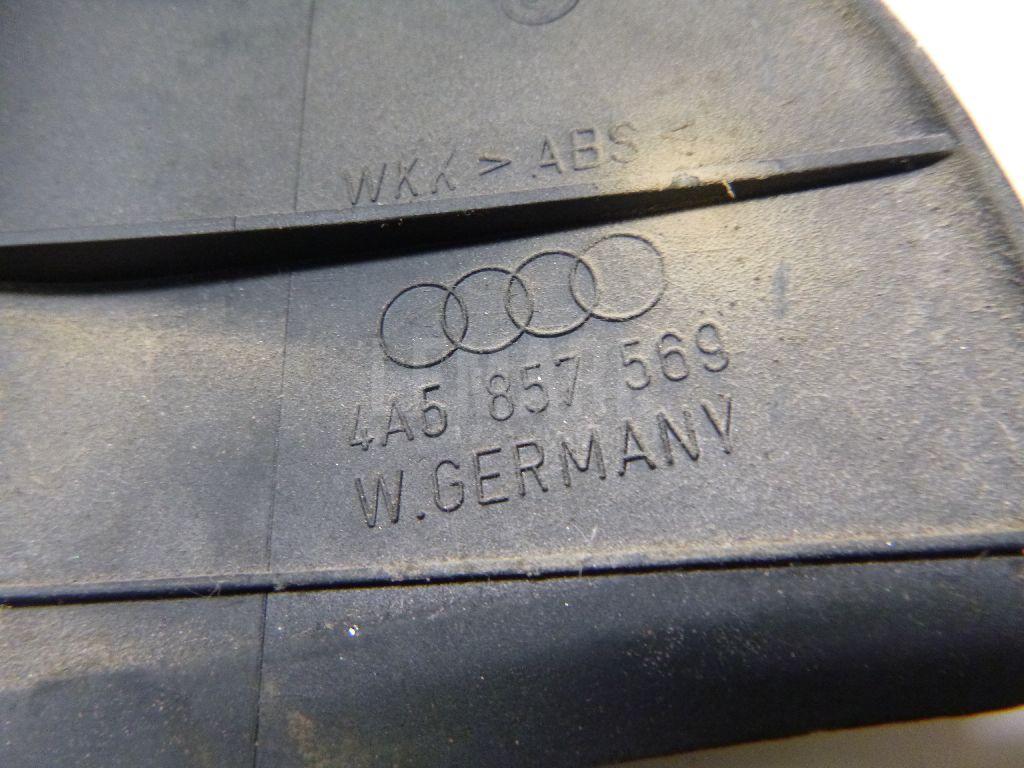 WKK > ABS <
4A5 857 569
W.GERMANY